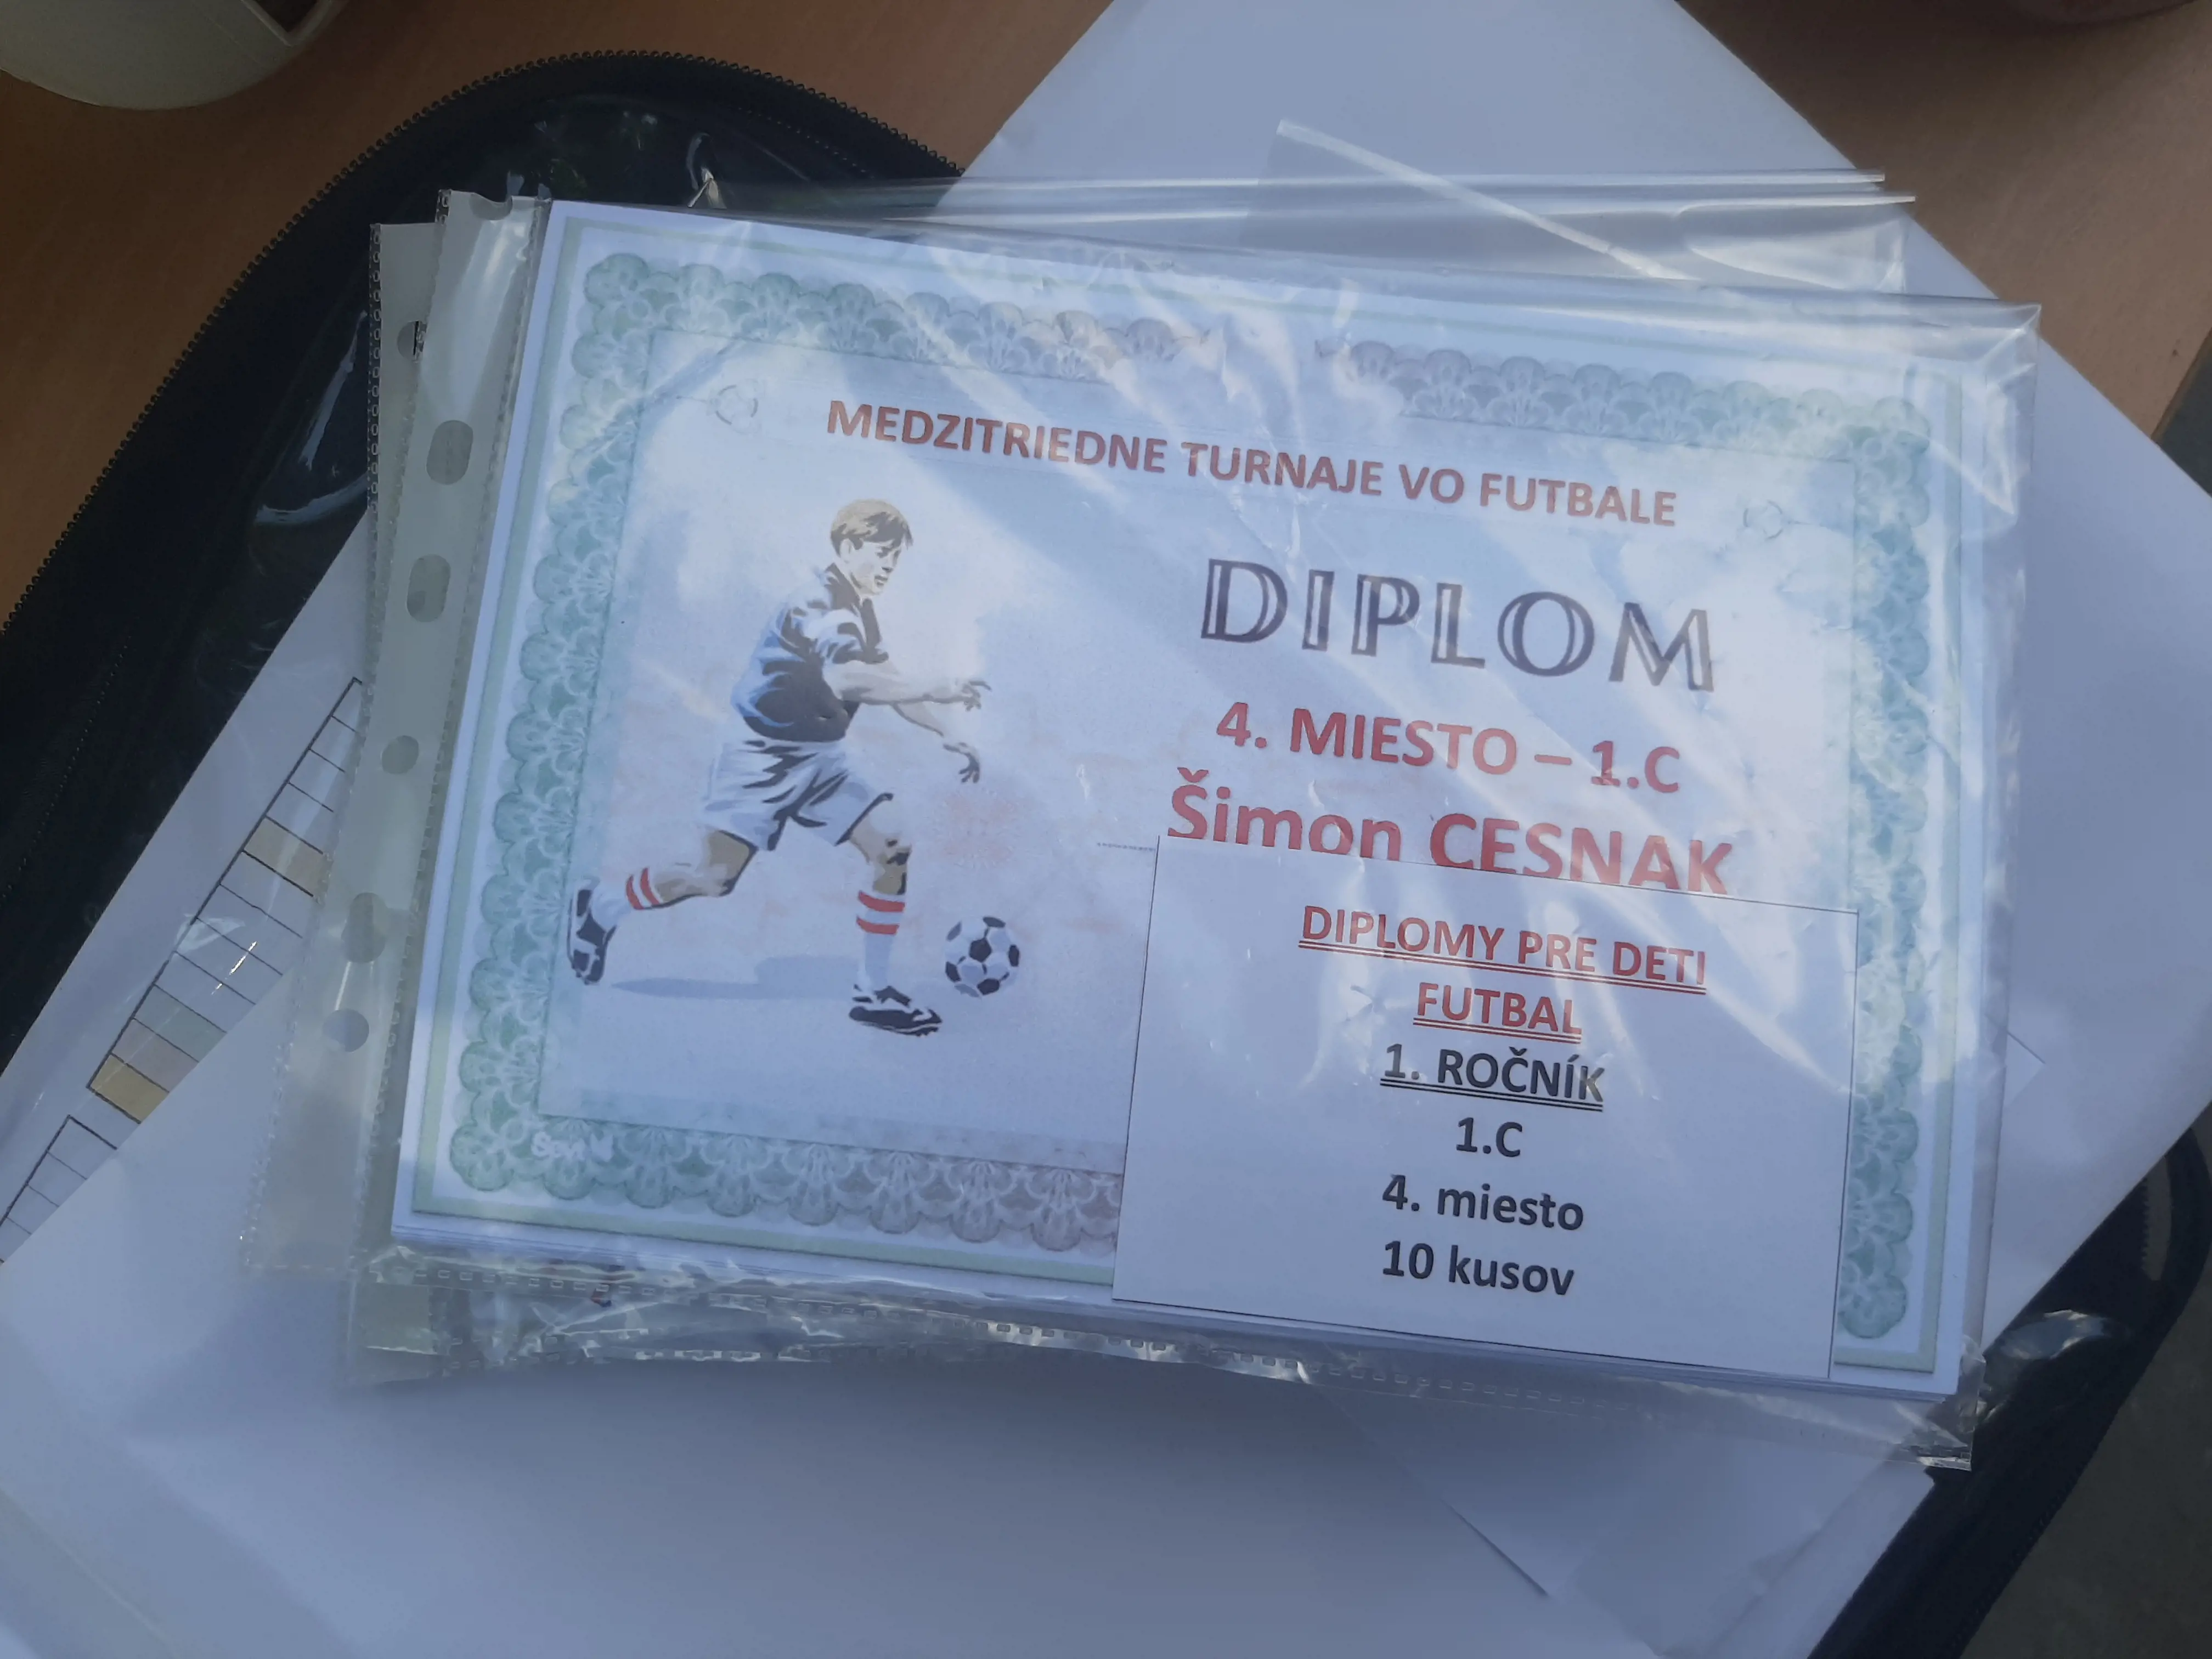 MEDZITRIEDNE TURNAJE VO FUTBALE
DIPLOM
4. MIESTO – 1.C
Šimon CESNAK
DIPLOMY PRE DETI
FUTBAL
1. ROČNÍK
1.C
4. miesto
10 kusov